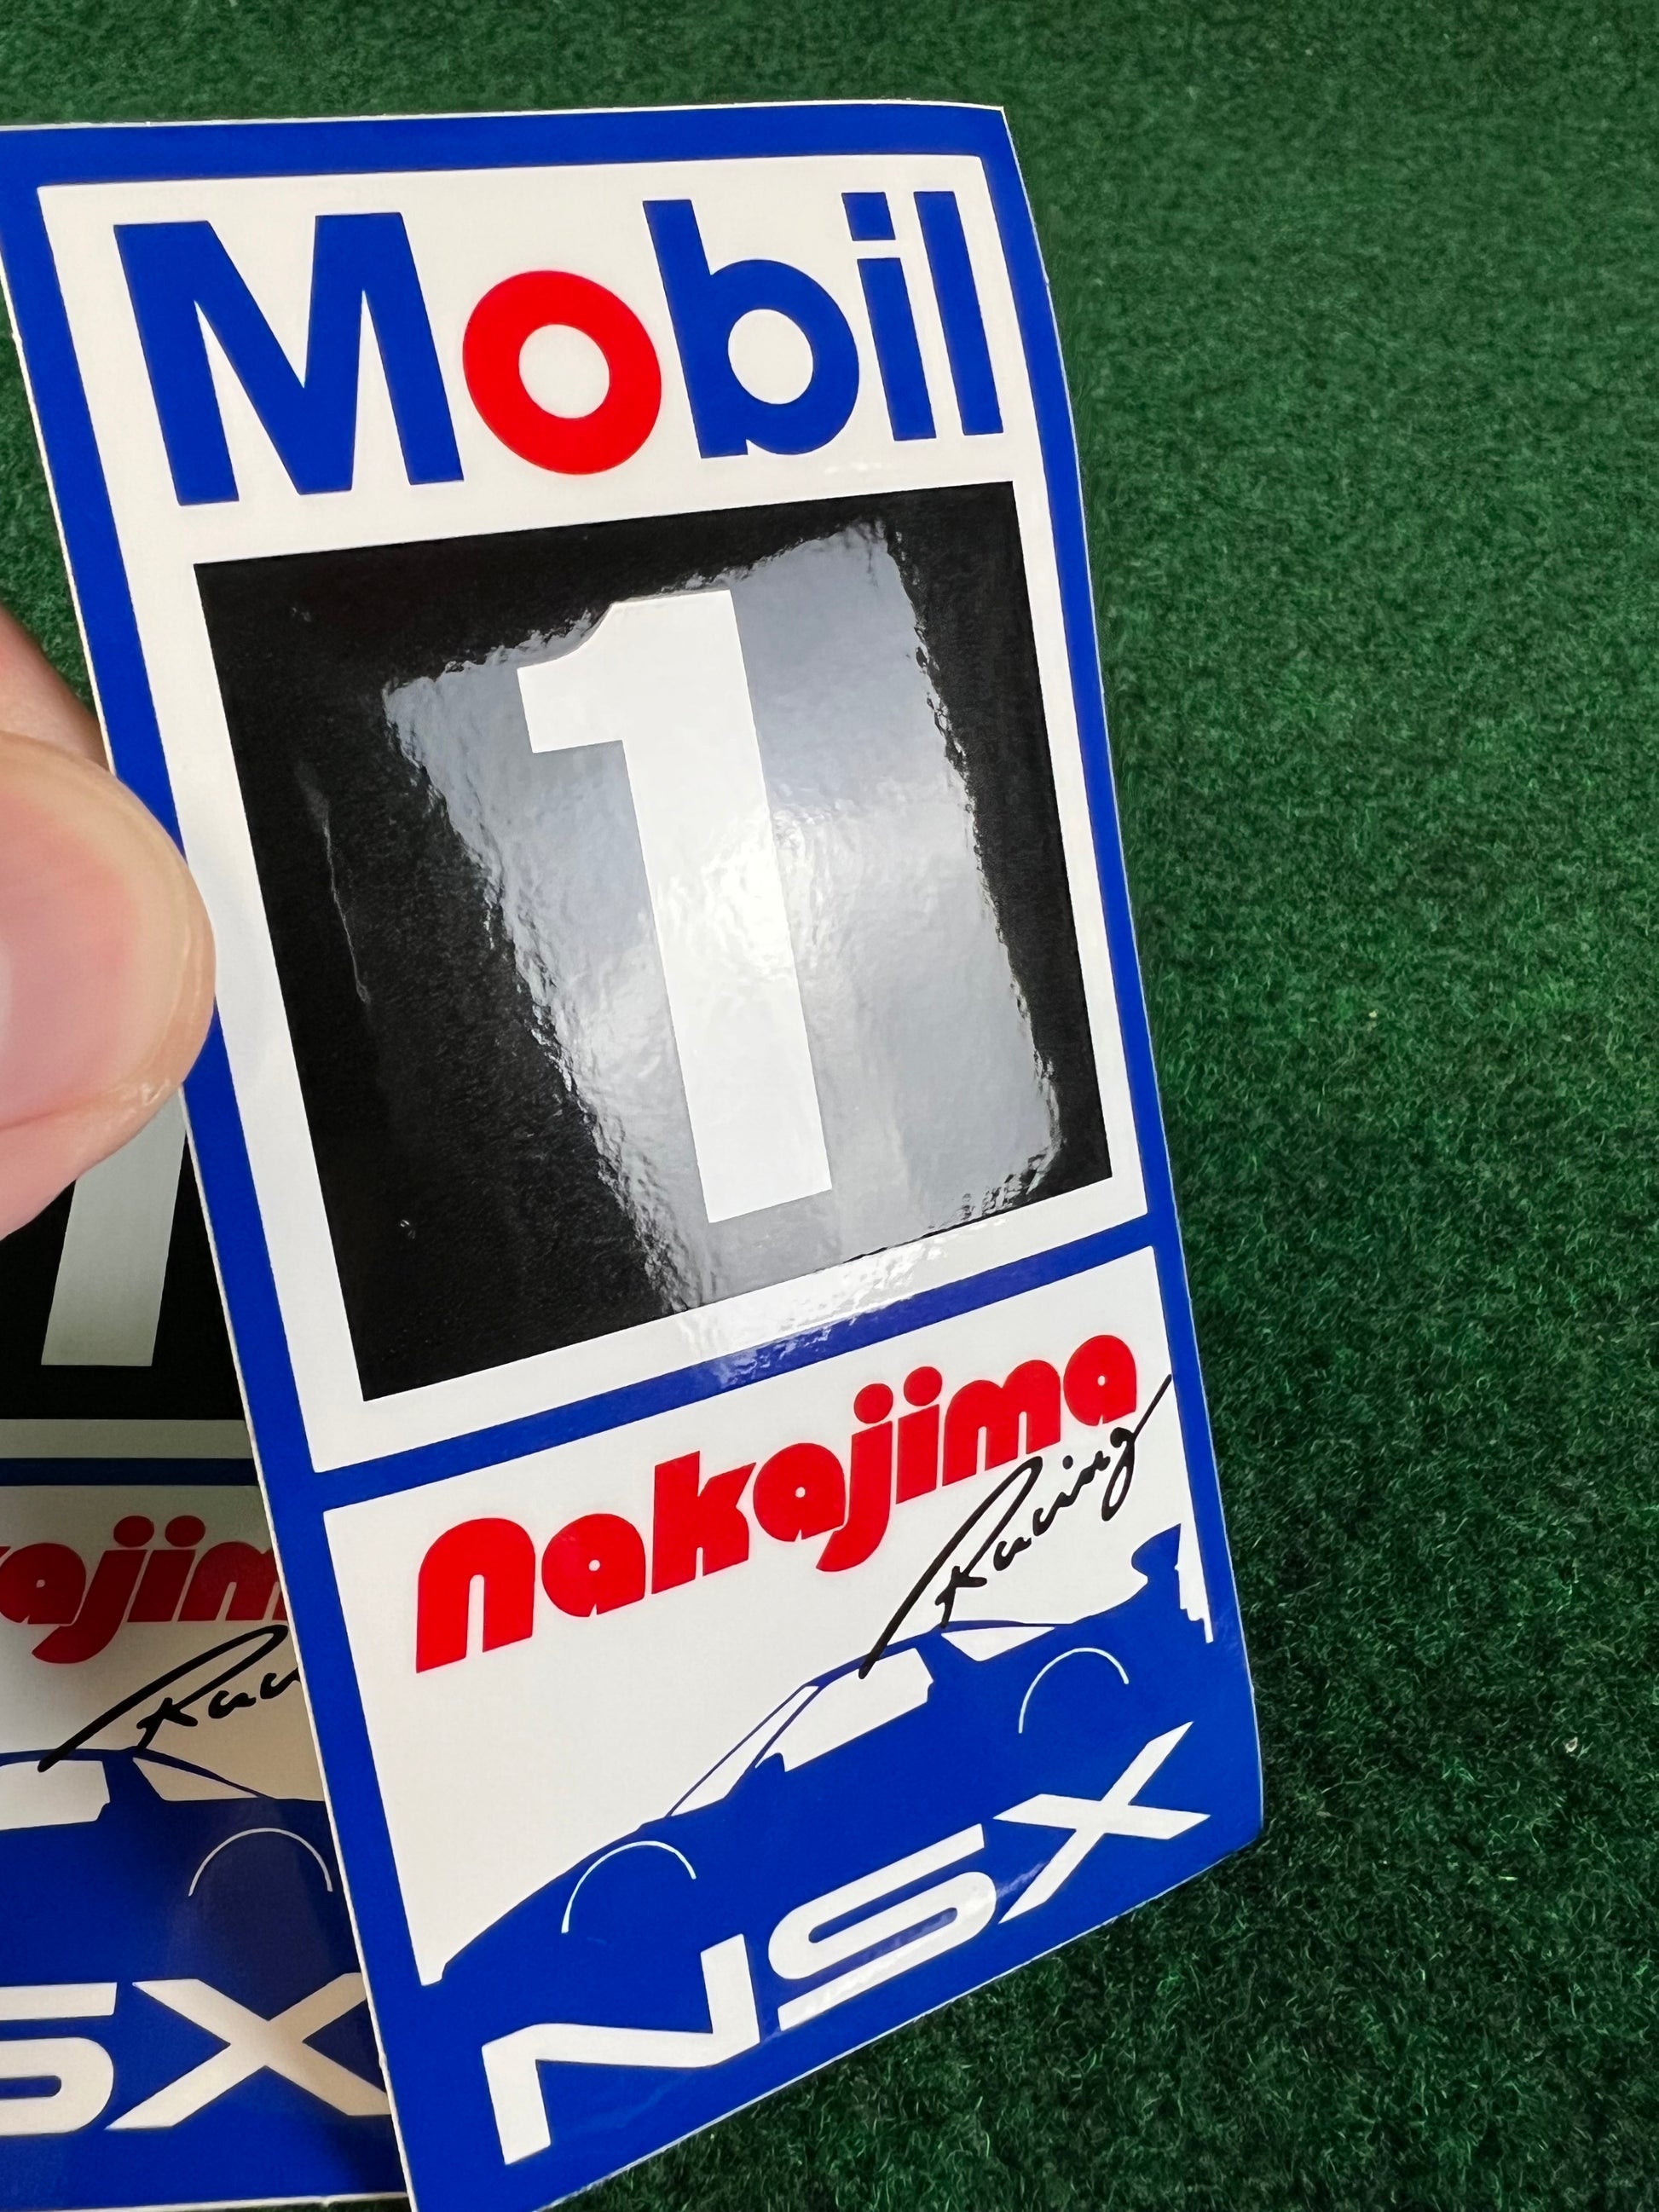 Mobil
1
nakajima
Racing
NSX